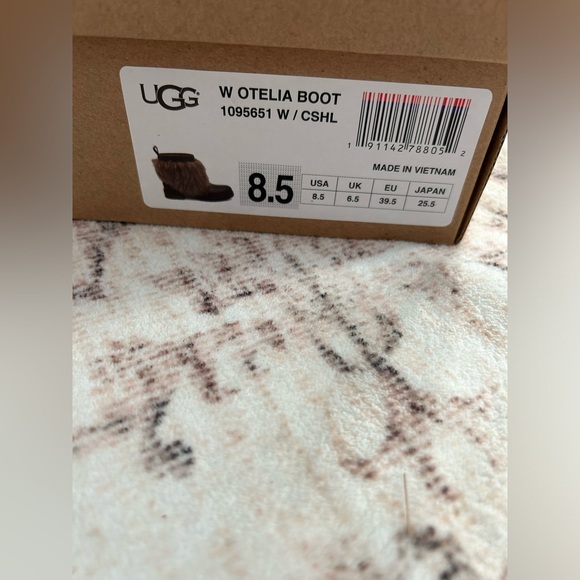 UGG
W OTELIA BOOT
1095651 W / CSHL
1 91142 78805 2
MADE IN VIETNAM
8.5
USA UK EU JAPAN
8.5 6.5 39.5 25.5